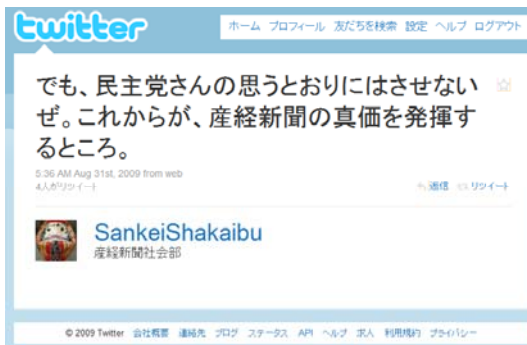 twitter
ホーム プロフィール 友だちを検索 設定 ヘルプ ログアウト
でも、民主党さんの思うとおりにはさせない
ぜ。これからが、産経新聞の真価を発揮す
るところ。
5:36 AM Aug 31st, 2009 from web
4人がリツイート
返信 リツイート
SankeiShakaibu
産経新聞社会部
© 2009 Twitter 会社概要 連絡先 ブログ ステータス API ヘルプ 求人 利用規約 プライバシー